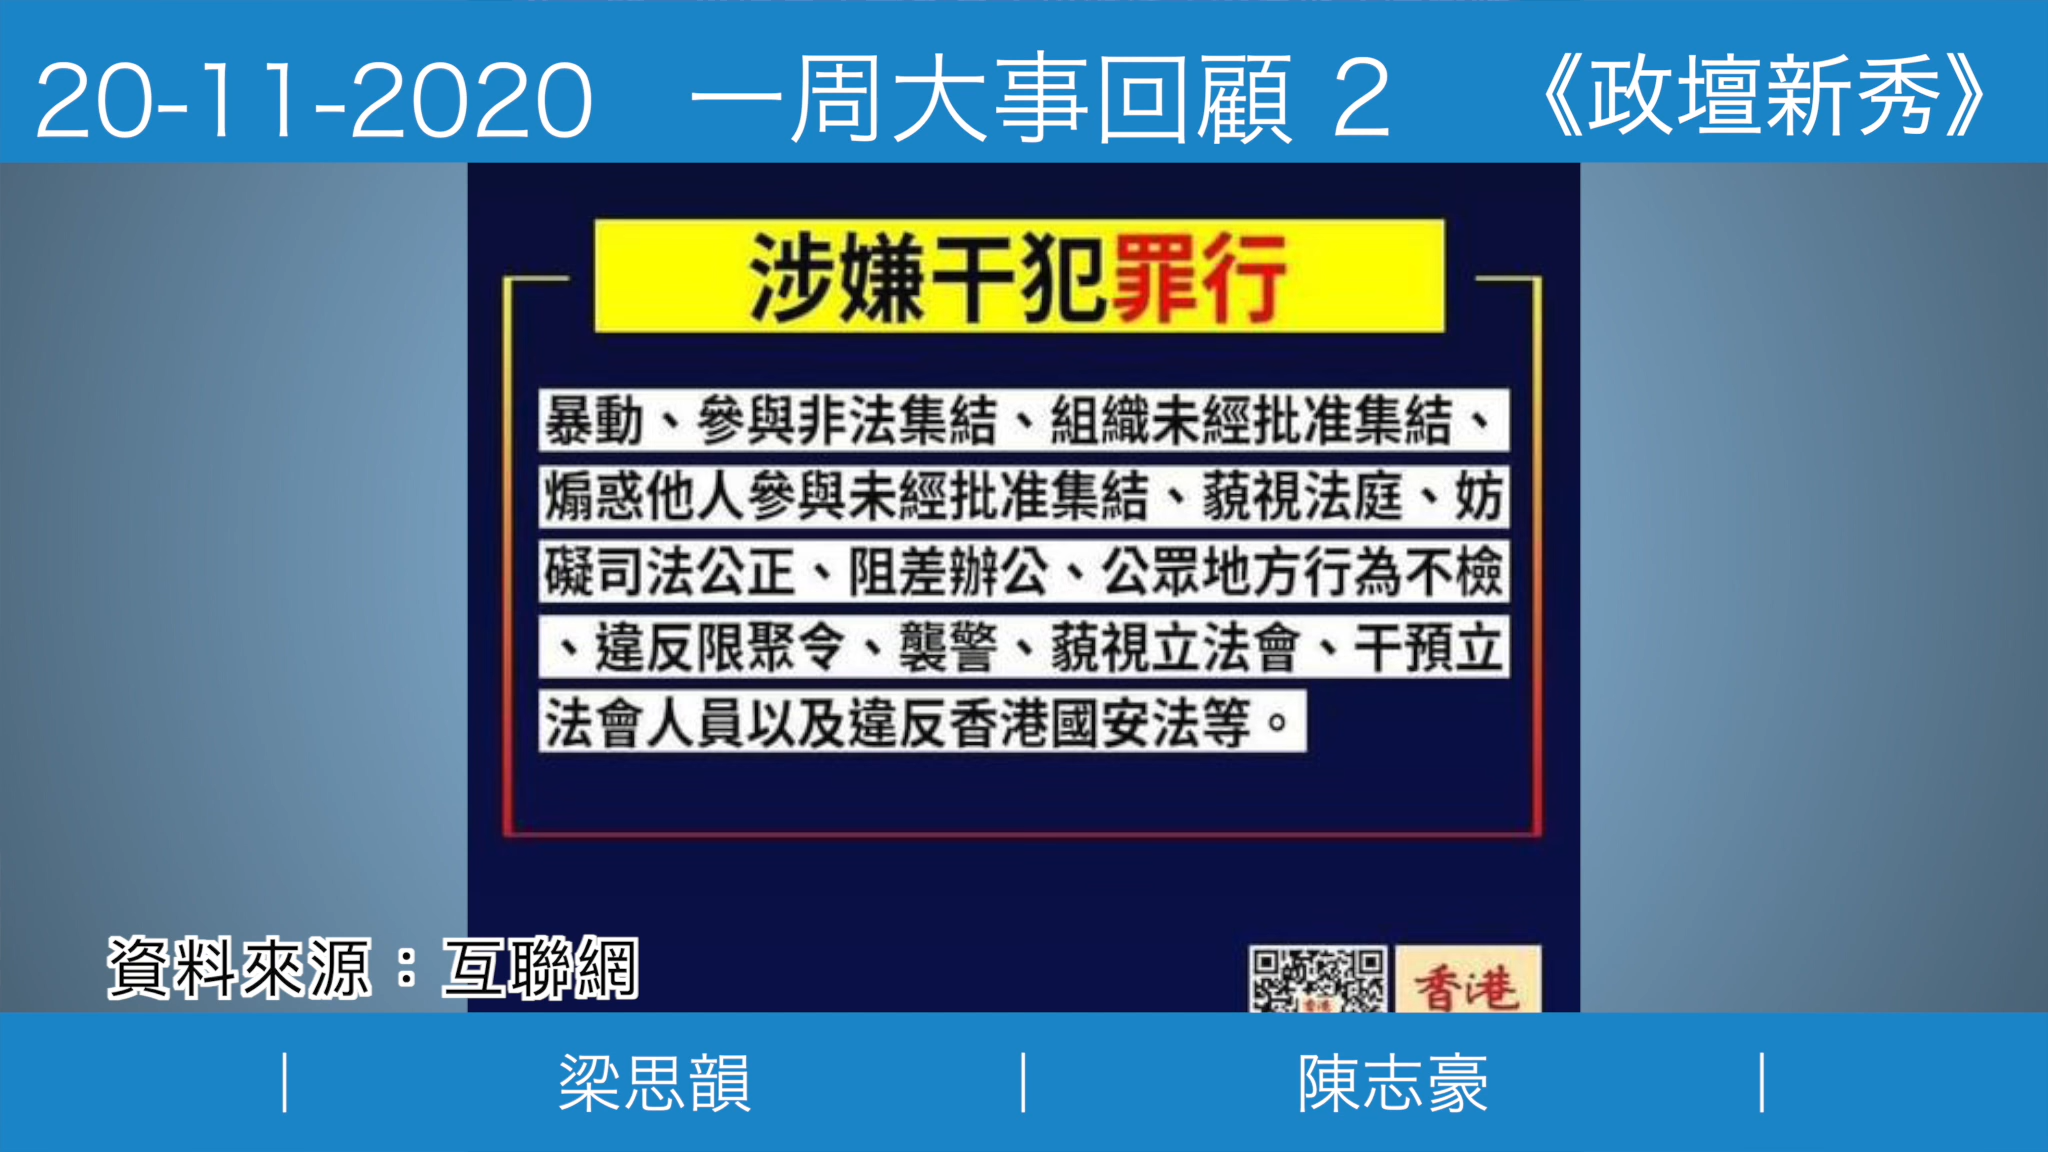 20-11-2020 一周大事回顧 2 《政壇新秀》
涉嫌干犯罪行
暴動、參與非法集結、組織未經批准集結、
煽惑他人參與未經批准集結、藐視法庭、妨
礙司法公正、阻差辦公、公眾地方行為不檢
、違反限聚令、襲警、藐視立法會、干預立
法會人員以及違反香港國安法等。
資料來源：互聯網
香港
香港
梁思韻 | 陳志豪